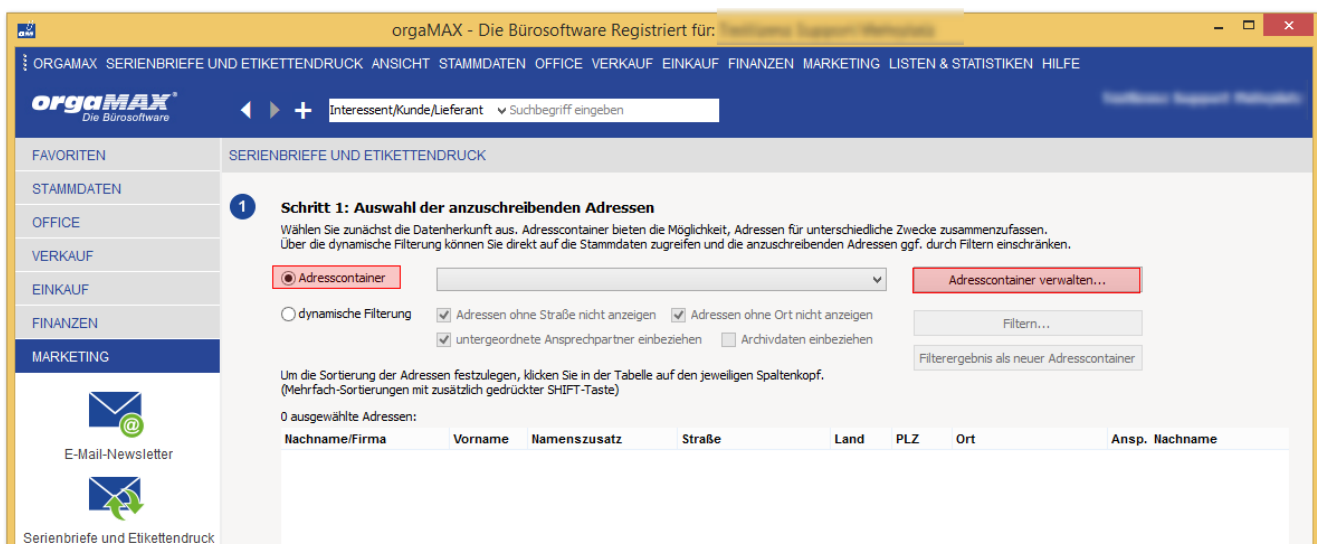 orgaMAX - Die Bürosoftware Registriert für:
ORGAMAX SERIENBRIEFE UND ETIKETTENDRUCK ANSICHT STAMMDATEN OFFICE VERKAUF EINKAUF FINANZEN MARKETING LISTEN & STATISTIKEN HILFE
orgaMAX
Die Bürosoftware
Interessent/Kunde/Lieferant Suchbegriff eingeben
FAVORITEN
STAMMDATEN
OFFICE
VERKAUF
EINKAUF
FINANZEN
MARKETING
E-Mail-Newsletter
Serienbriefe und Etikettendruck
SERIENBRIEFE UND ETIKETTENDRUCK
1 Schritt 1: Auswahl der anzuschreibenden Adressen
Wählen Sie zunächst die Datenherkunft aus. Adresscontainer bieten die Möglichkeit, Adressen für unterschiedliche Zwecke zusammenzufassen.
Über die dynamische Filterung können Sie direkt auf die Stammdaten zugreifen und die anzuschreibenden Adressen ggf. durch Filtern einschränken.
Adresscontainer Adresscontainer verwalten...
dynamische Filterung Adressen ohne Straße nicht anzeigen Adressen ohne Ort nicht anzeigen Filtern...
untergeordnete Ansprechpartner einbeziehen Archivdaten einbeziehen Filterergebnis als neuer Adresscontainer
Um die Sortierung der Adressen festzulegen, klicken Sie in der Tabelle auf den jeweiligen Spaltenkopf.
(Mehrfach-Sortierungen mit zusätzlich gedrückter SHIFT-Taste)
0 ausgewählte Adressen:
Nachname/Firma Vorname Namenszusatz Straße Land PLZ Ort Ansp. Nachname